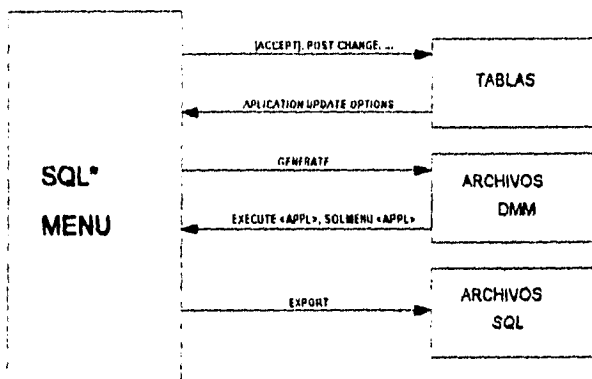 [ACCEPT], POST CHANGE, ...
TABLAS
APLICATION UPDATE OPTIONS
SQL*
MENU
GENERATE
ARCHIVOS
DMM
EXECUTE <APPL>, SQLMENU <APPL>
EXPORT
ARCHIVOS
SQL